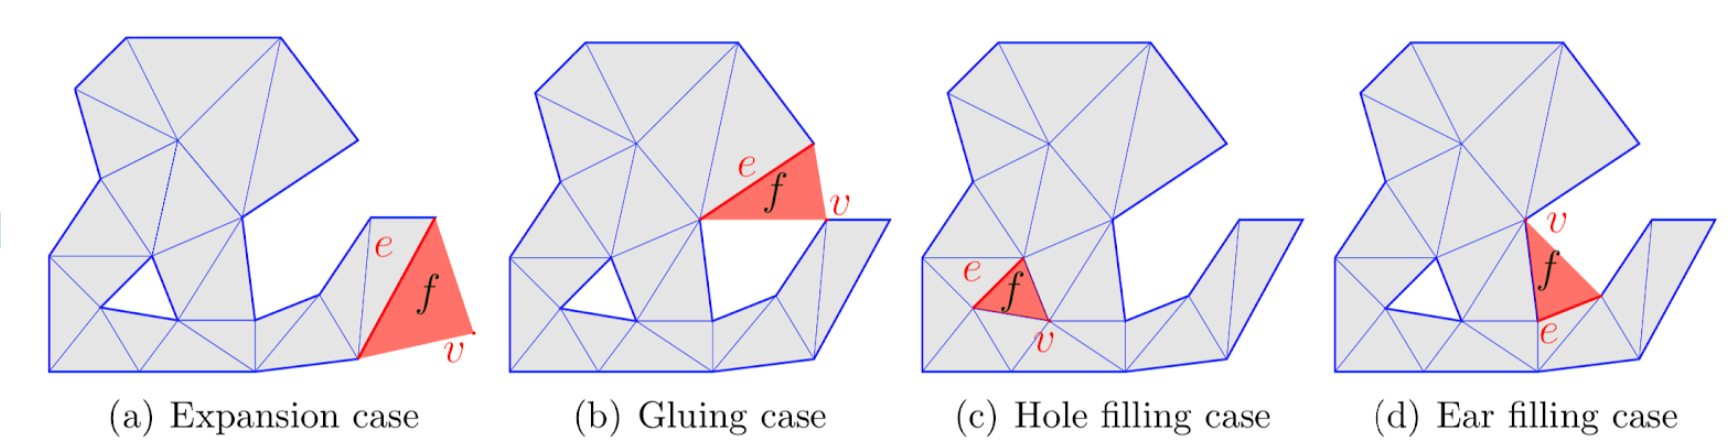 e f v
e f v
e f v
v f e
(a) Expansion case (b) Gluing case (c) Hole filling case (d) Ear filling case